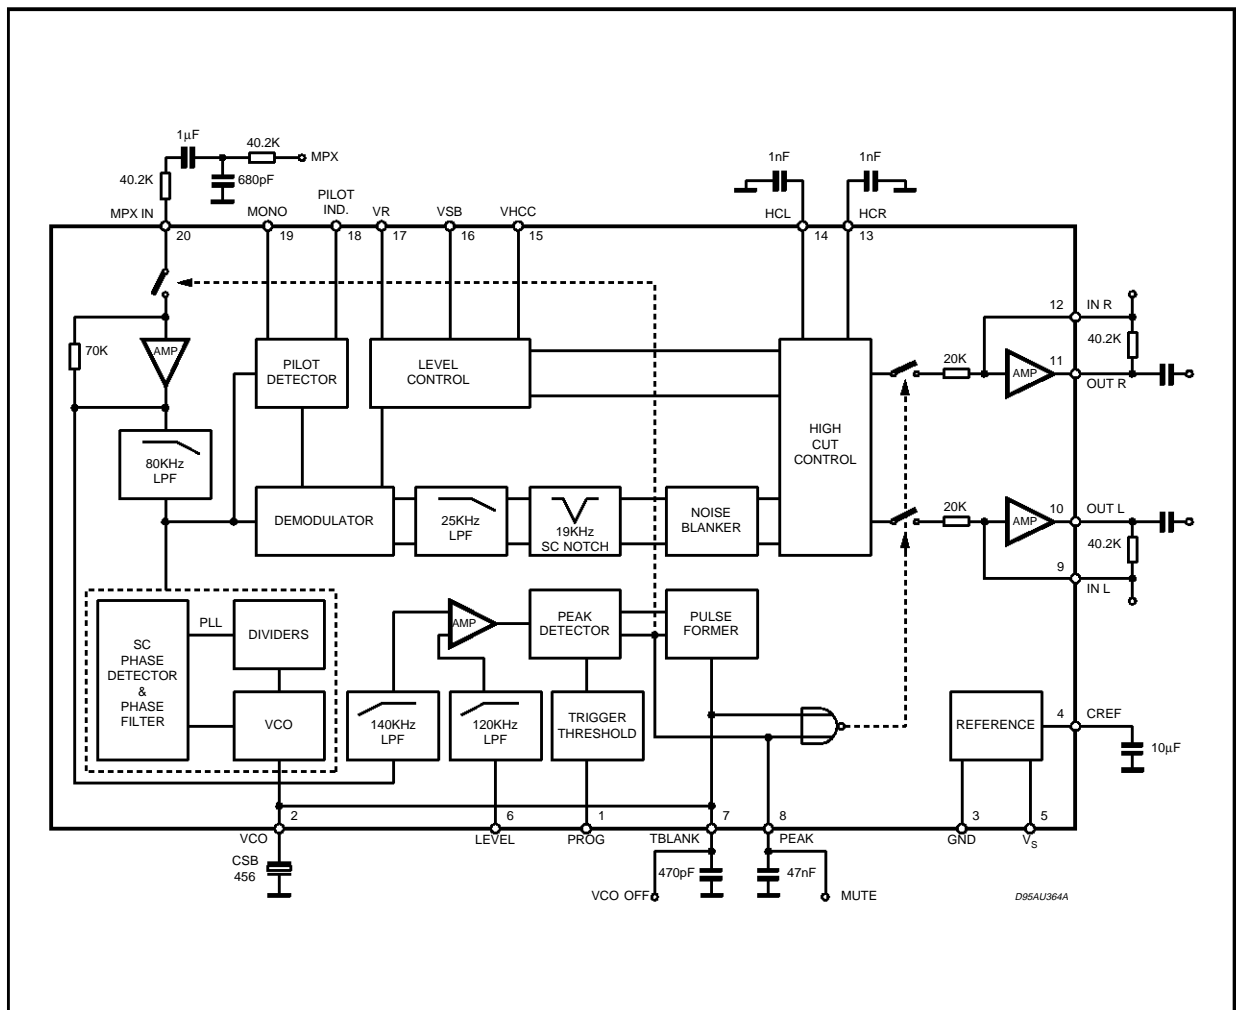 1μF
40.2K
MPX
40.2K
680pF
1nF
1nF
MPX IN
MONO
PILOT
IND.
VR
VSB
VHCC
HCL
HCR
20
19
18
17
16
15
14
13
70K
AMP
PILOT
DETECTOR
LEVEL
CONTROL
12
IN R
40.2K
20K
AMP
11
OUT R
80KHz
LPF
HIGH
CUT
CONTROL
DEMODULATOR
25KHz
LPF
19KHz
SC NOTCH
NOISE
BLANKER
20K
AMP
10
OUT L
40.2K
9
IN L
PLL
SC
PHASE
DETECTOR
&
PHASE
FILTER
DIVIDERS
VCO
AMP
PEAK
DETECTOR
PULSE
FORMER
140KHz
LPF
120KHz
LPF
TRIGGER
THRESHOLD
REFERENCE
4
CREF
10μF
2
6
1
7
8
3
5
VCO
LEVEL
PROG
TBLANK
PEAK
GND
VS
CSB
456
470pF
47nF
VCO OFF
MUTE
D95AU364A